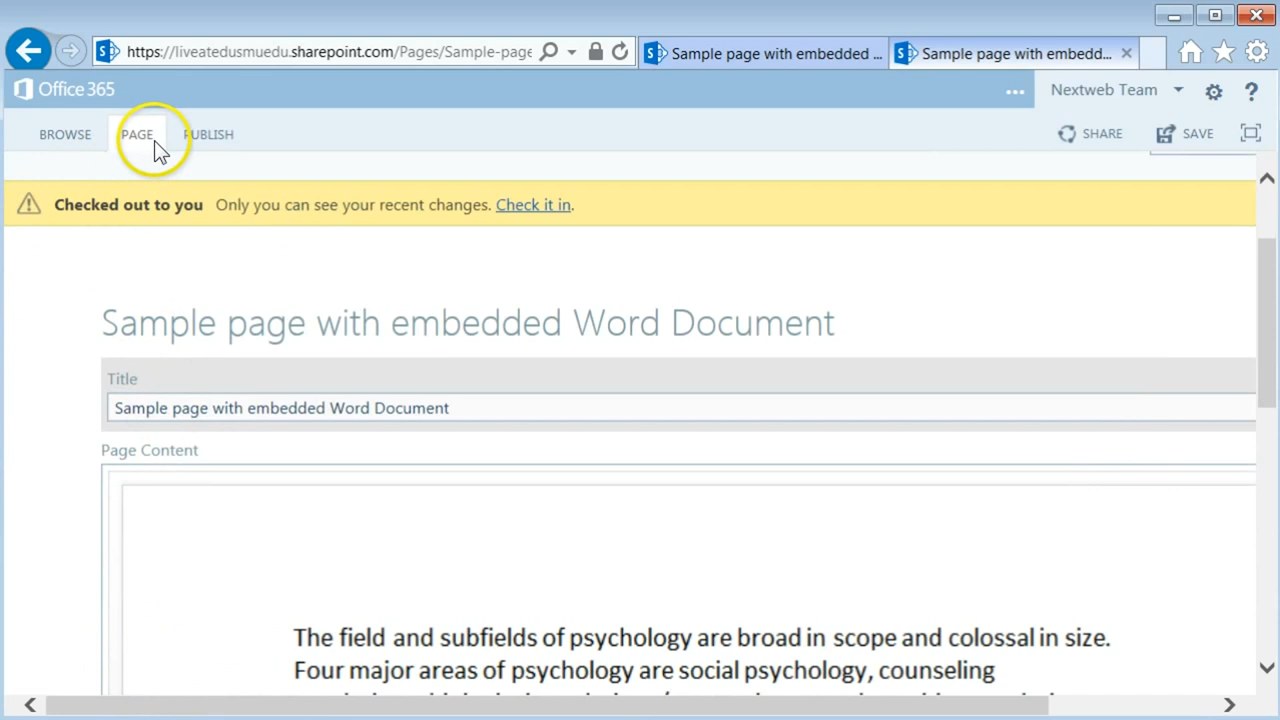 https://liveatedusmuedu.sharepoint.com/Pages/Sample-page
Sample page with embedded ...
Sample page with embedd...
Office 365
...
Nextweb Team
?
BROWSE
PAGE
PUBLISH
SHARE
SAVE
Checked out to you Only you can see your recent changes. Check it in.
Sample page with embedded Word Document
Title
Sample page with embedded Word Document
Page Content
The field and subfields of psychology are broad in scope and colossal in size.
Four major areas of psychology are social psychology, counseling